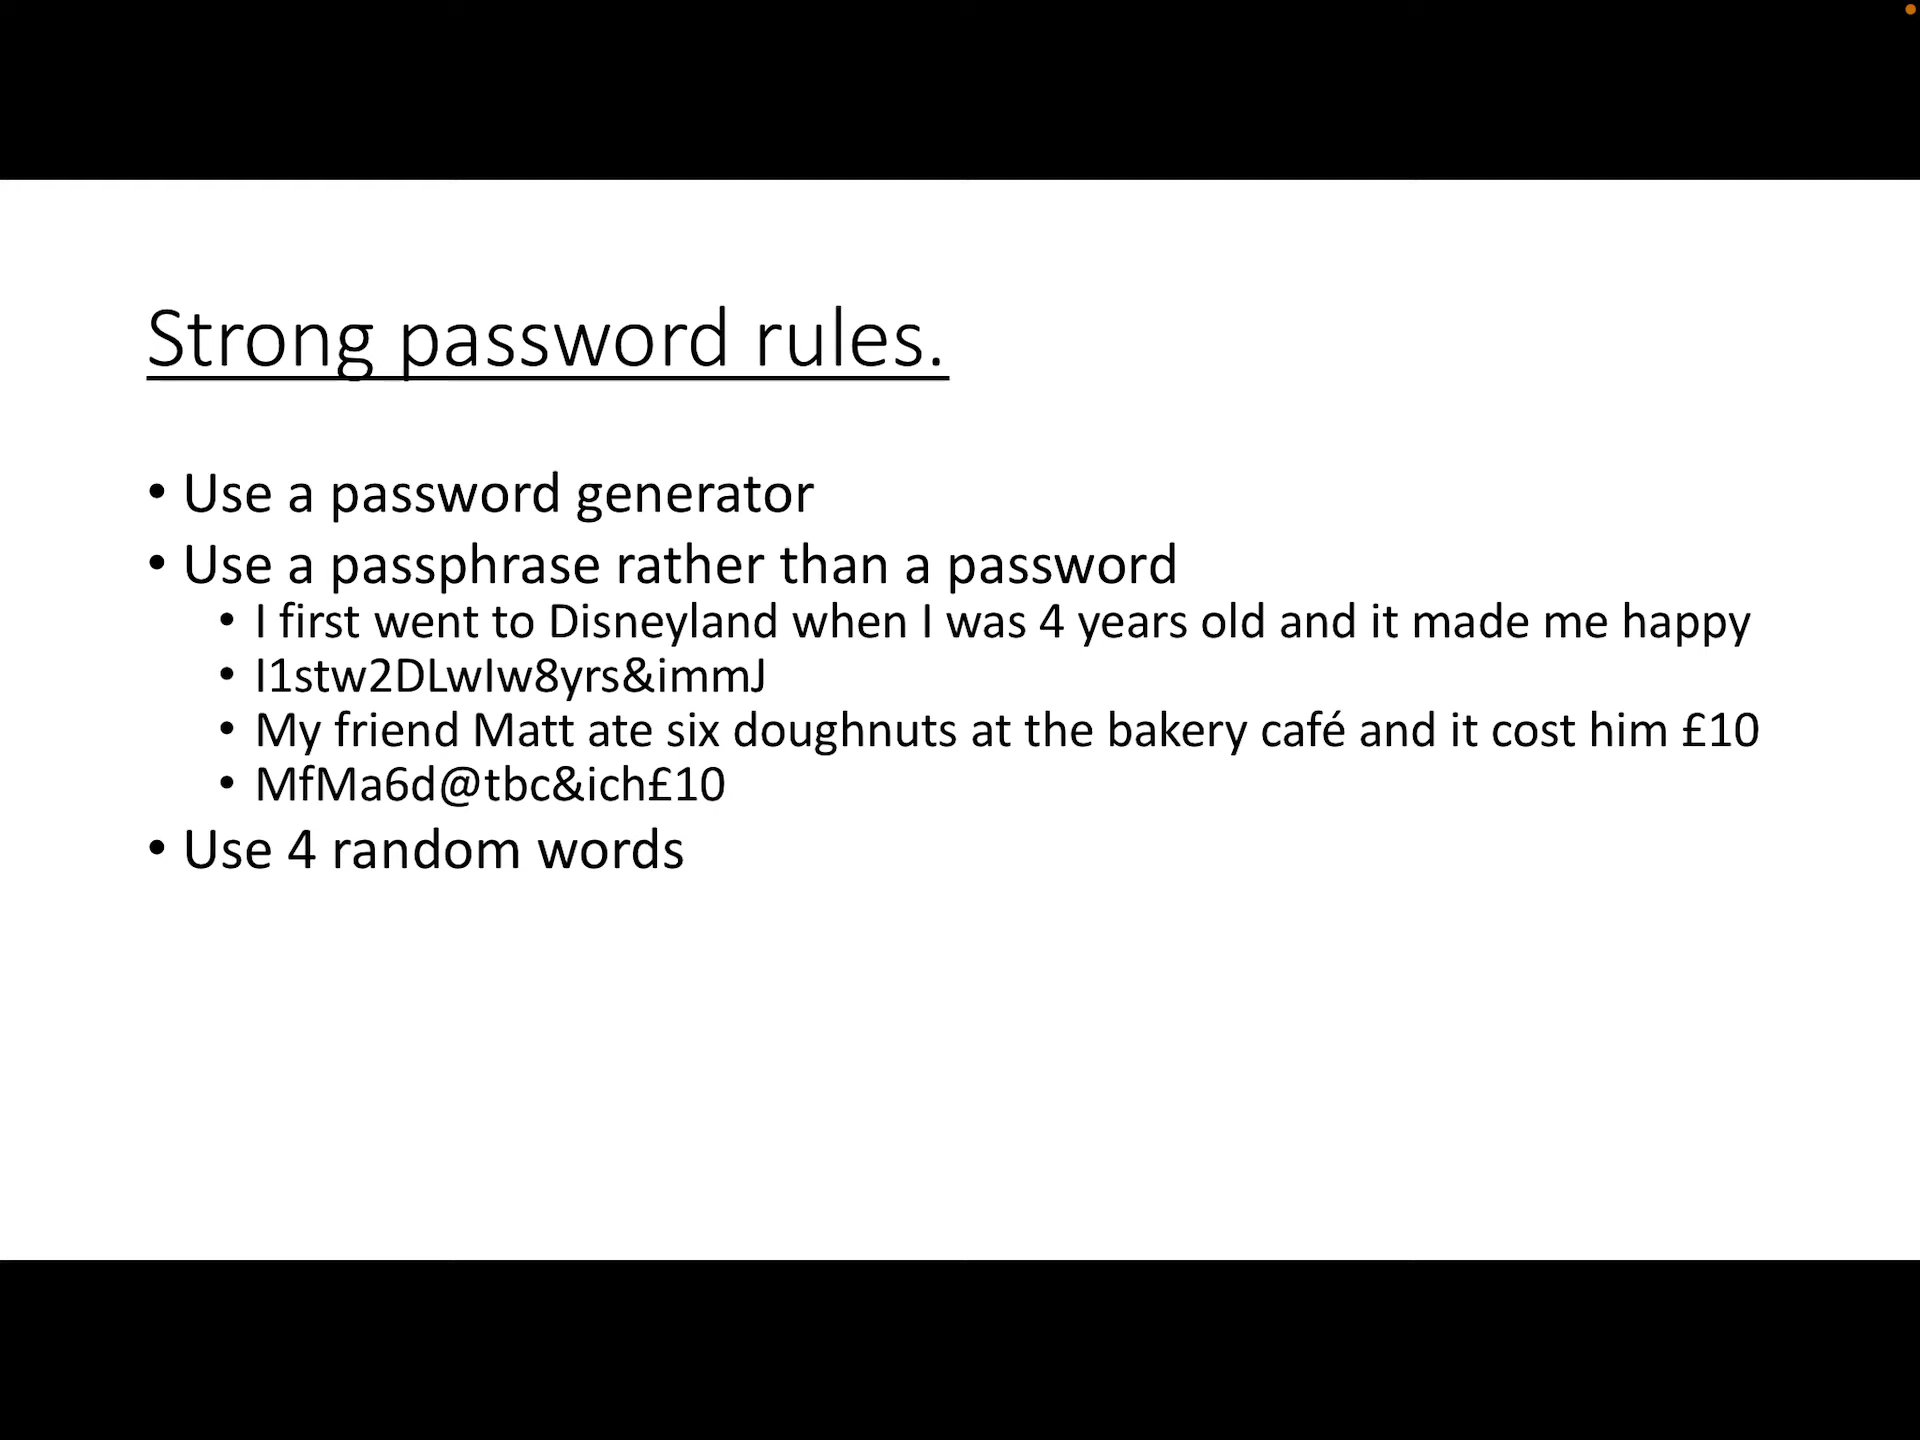 Strong password rules.
• Use a password generator
• Use a passphrase rather than a password
• I first went to Disneyland when I was 4 years old and it made me happy
• I1stw2DLwIw8yrs&immJ
• My friend Matt ate six doughnuts at the bakery café and it cost him £10
• MfMa6d@tbc&ich£10
• Use 4 random words